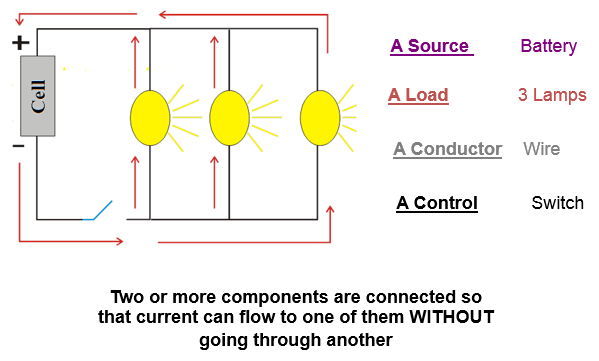 +
Cell
-
A Source Battery
A Load 3 Lamps
A Conductor Wire
A Control Switch
Two or more components are connected so
that current can flow to one of them WITHOUT
going through another